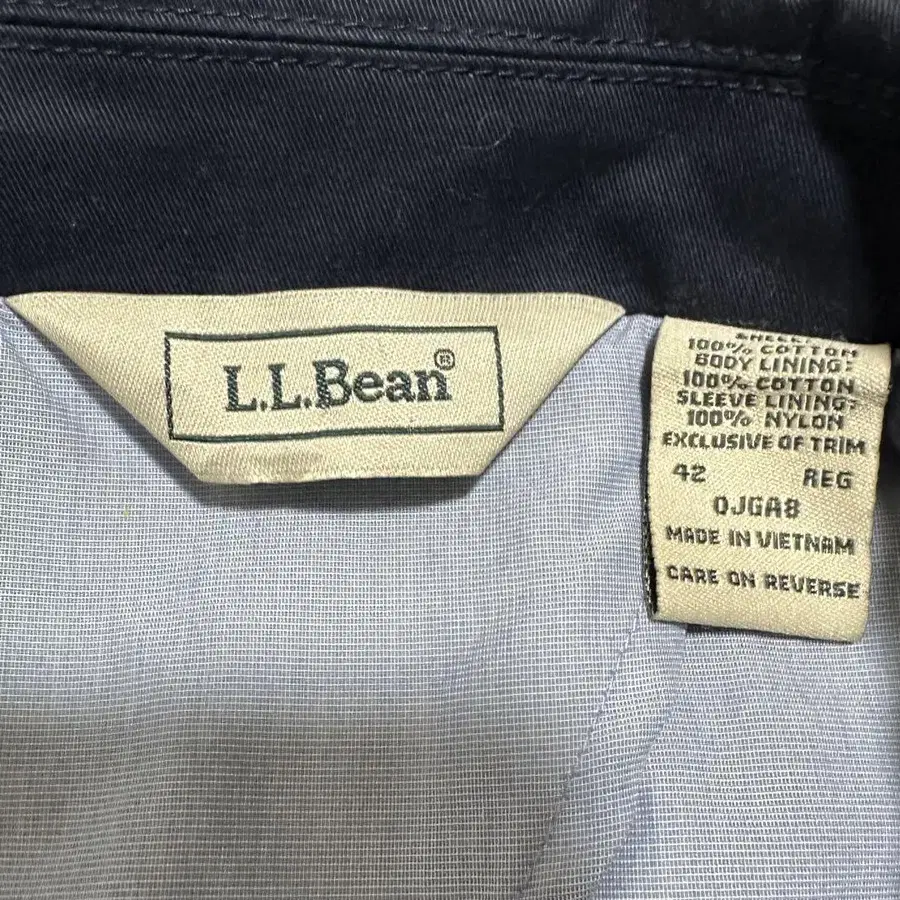 L.L.Bean®
100% COTTON
BODY LINING:
100% COTTON
SLEEVE LINING:
100% NYLON
EXCLUSIVE OF TRIM
42 REG
0JGA8
MADE IN VIETNAM
CARE ON REVERSE